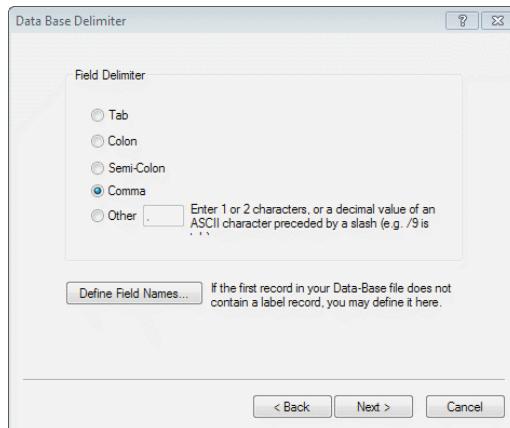 Data Base Delimiter
Field Delimiter
Tab
Colon
Semi-Colon
Comma
Other
Enter 1 or 2 characters, or a decimal value of an
ASCII character preceded by a slash (e.g. /9 is
Define Field Names...
If the first record in your Data-Base file does not
contain a label record, you may define it here.
< Back
Next >
Cancel